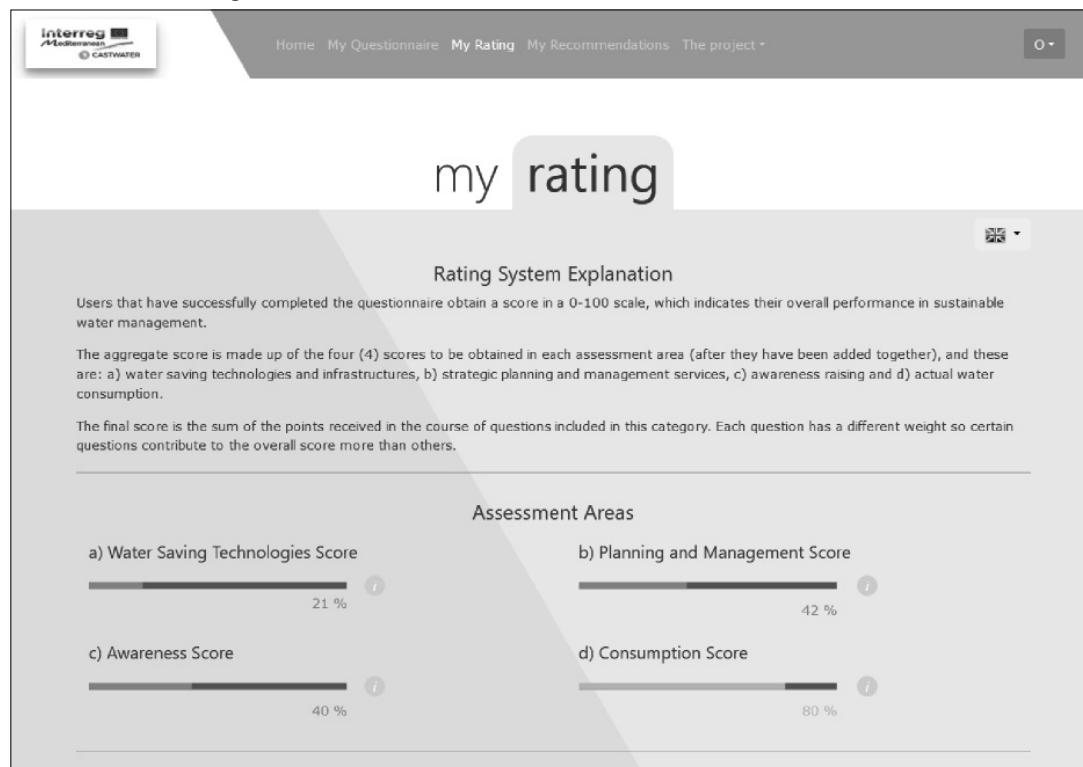 Interreg
Mediterranean
CASTWATER
Home My Questionnaire My Rating My Recommendations The project
O
my rating
Rating System Explanation
Users that have successfully completed the questionnaire obtain a score in a 0-100 scale, which indicates their overall performance in sustainable
water management.
The aggregate score is made up of the four (4) scores to be obtained in each assessment area (after they have been added together), and these
are: a) water saving technologies and infrastructures, b) strategic planning and management services, c) awareness raising and d) actual water
consumption.
The final score is the sum of the points received in the course of questions included in this category. Each question has a different weight so certain
questions contribute to the overall score more than others.
Assessment Areas
a) Water Saving Technologies Score
i
21 %
b) Planning and Management Score
i
42 %
c) Awareness Score
i
40 %
d) Consumption Score
i
80 %